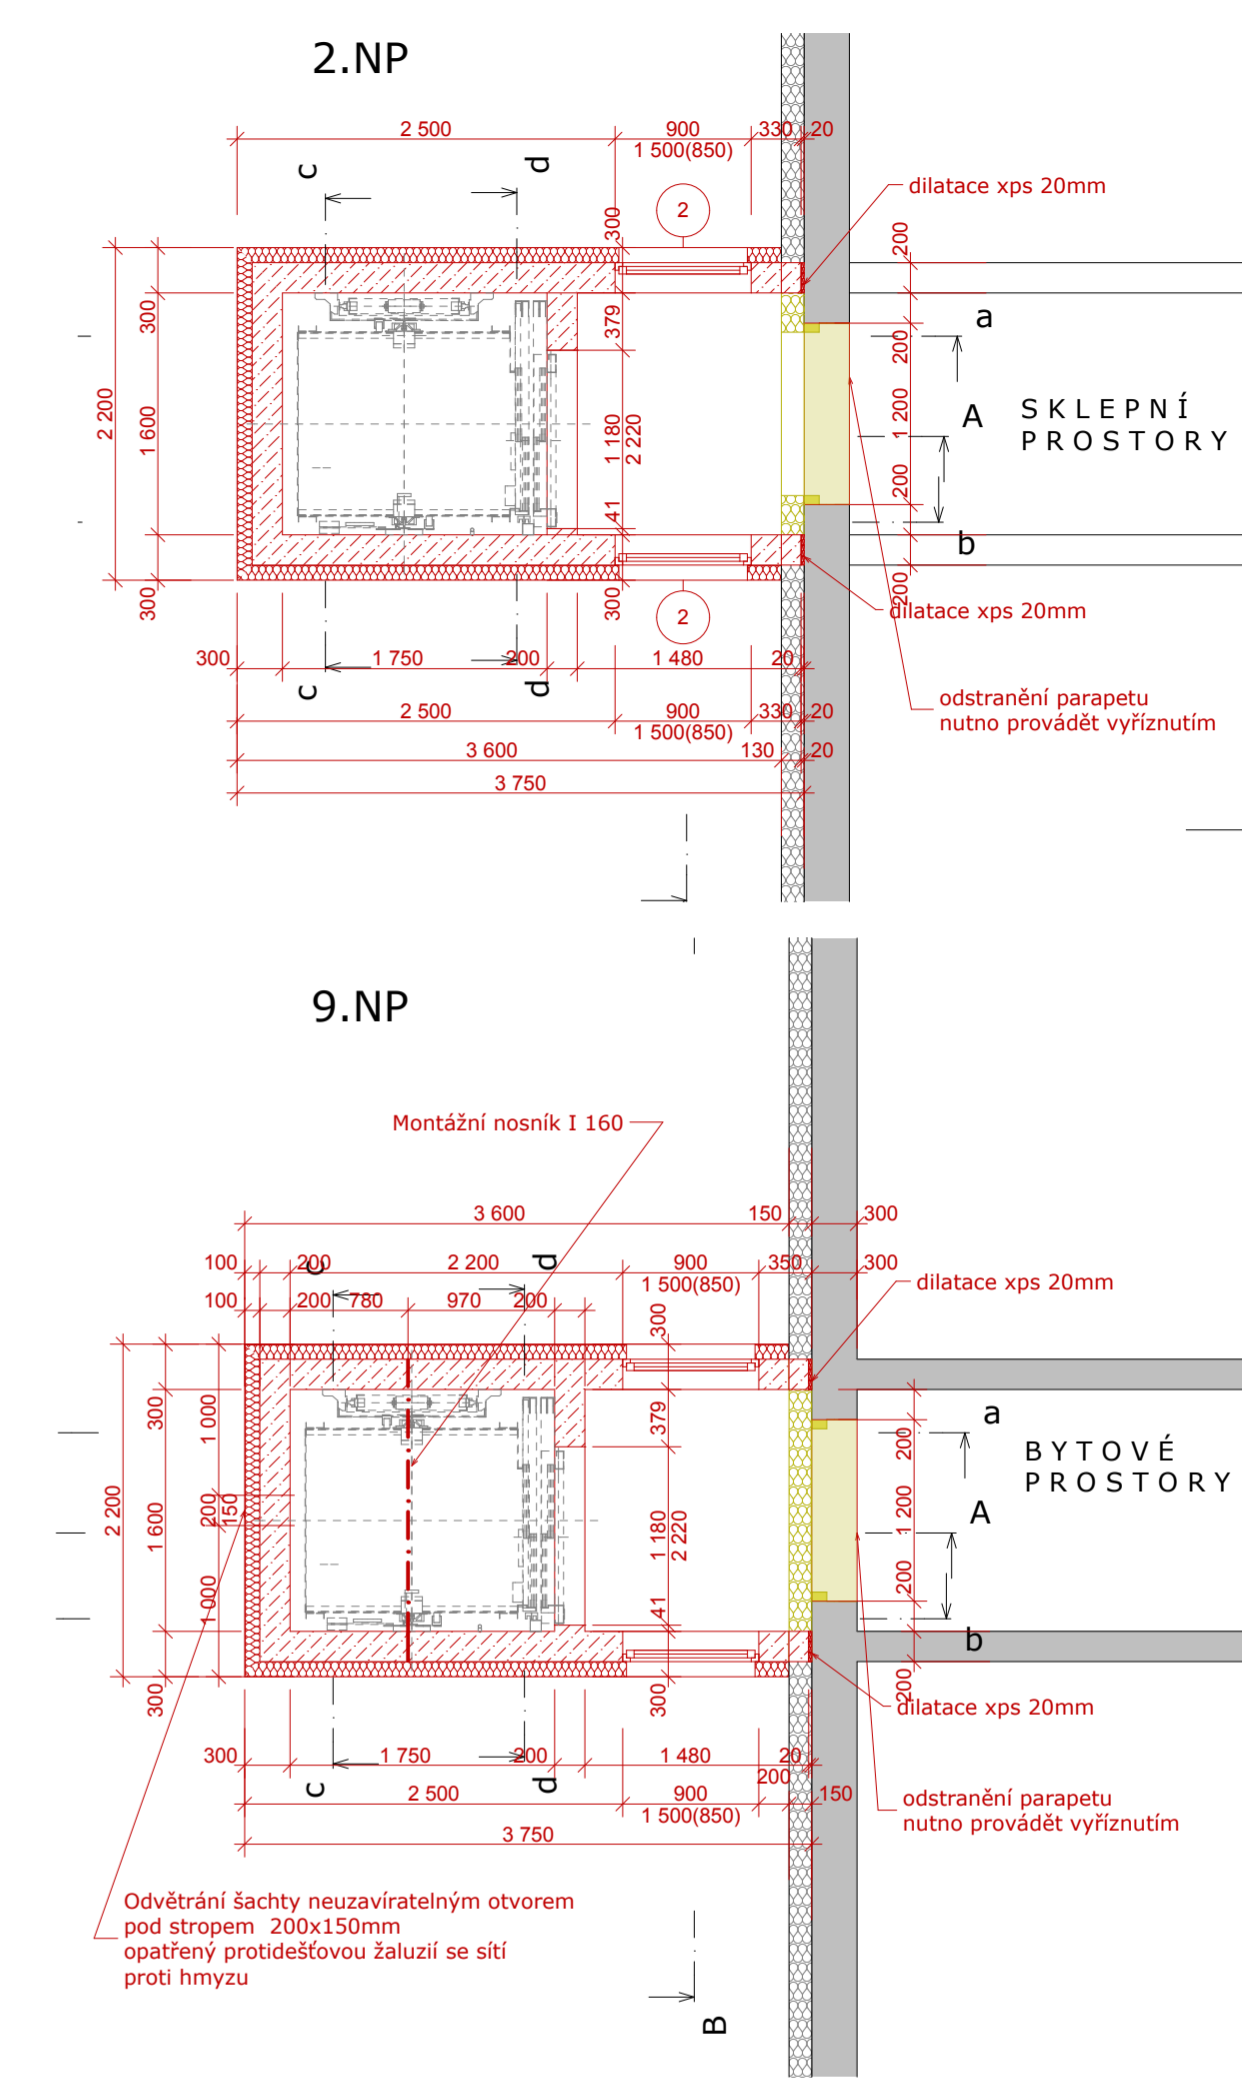 2.NP
2 500
900
330
20
1 500(850)
c
d
dilatace xps 20mm
2
300
200
a
300
379
200
2 200
1 600
1 180
2 220
1 200
A
SKLEPNÍ
PROSTORY
200
41
b
300
300
2
200
dilatace xps 20mm
300
1 750
200
1 480
20
c
d
odstranění parapetu
nutno provádět vyříznutím
2 500
900
330
20
1 500(850)
3 600
130
20
3 750
9.NP
Montážní nosník I 160
3 600
150
300
100
200
c
2 200
d
900
350
300
1 500(850)
dilatace xps 20mm
100
200
780
970
200
300
300
1 000
379
a
200
BYTOVÉ
PROSTORY
2 200
1 600
200
150
1 180
2 220
1 200
A
1 000
41
200
b
300
300
200
dilatace xps 20mm
300
1 750
200
1 480
20
c
d
200
2 500
900
150
1 500(850)
odstranění parapetu
nutno provádět vyříznutím
3 750
Odvětrání šachty neuzavíratelným otvorem
pod stropem 200x150mm
opatřený protidešťovou žaluzií se sítí
proti hmyzu
B